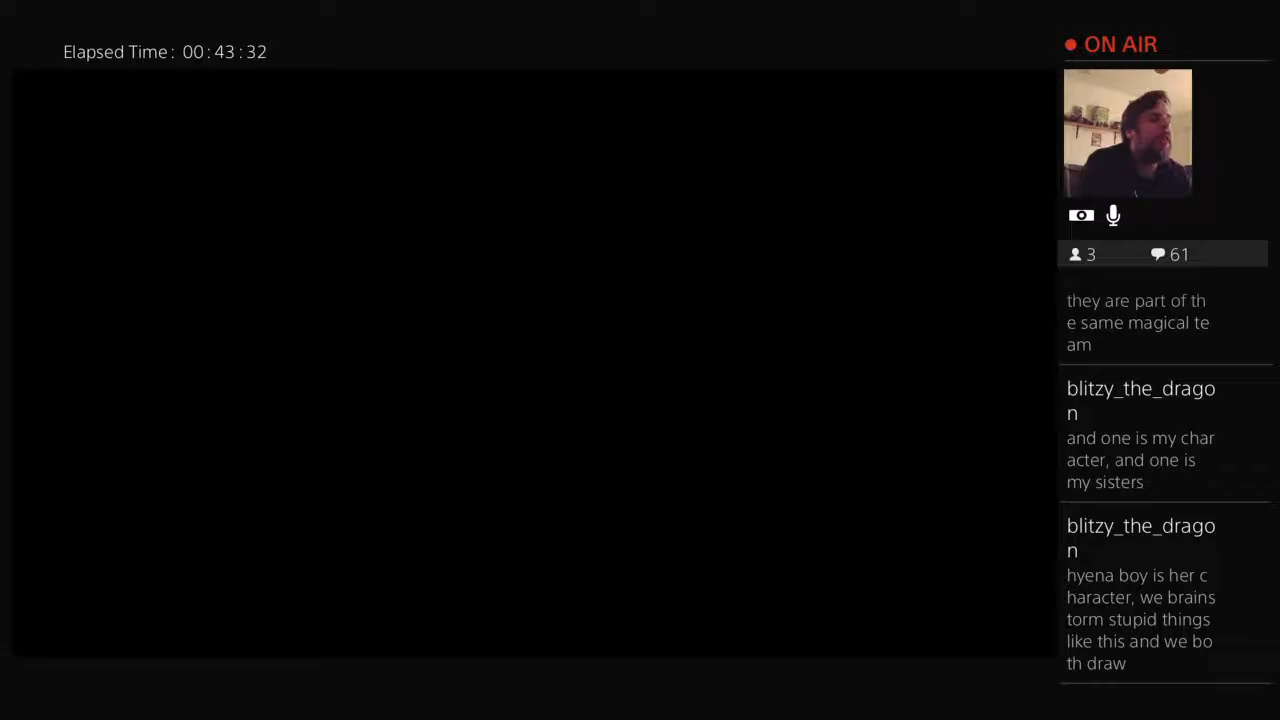 Elapsed Time: 00:43:32
ON AIR
3 61
they are part of th
e same magical te
am
blitzy_the_drago
n
and one is my char
acter, and one is
my sisters
blitzy_the_drago
n
hyena boy is her c
haracter, we brains
torm stupid things
like this and we bo
th draw